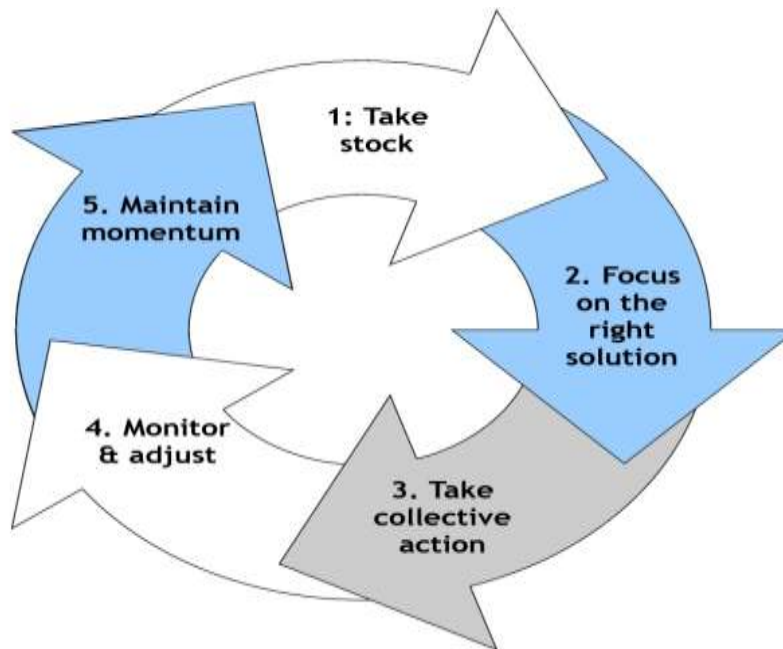 1: Take
stock
2. Focus
on the
right
solution
3. Take
collective
action
4. Monitor
& adjust
5. Maintain
momentum